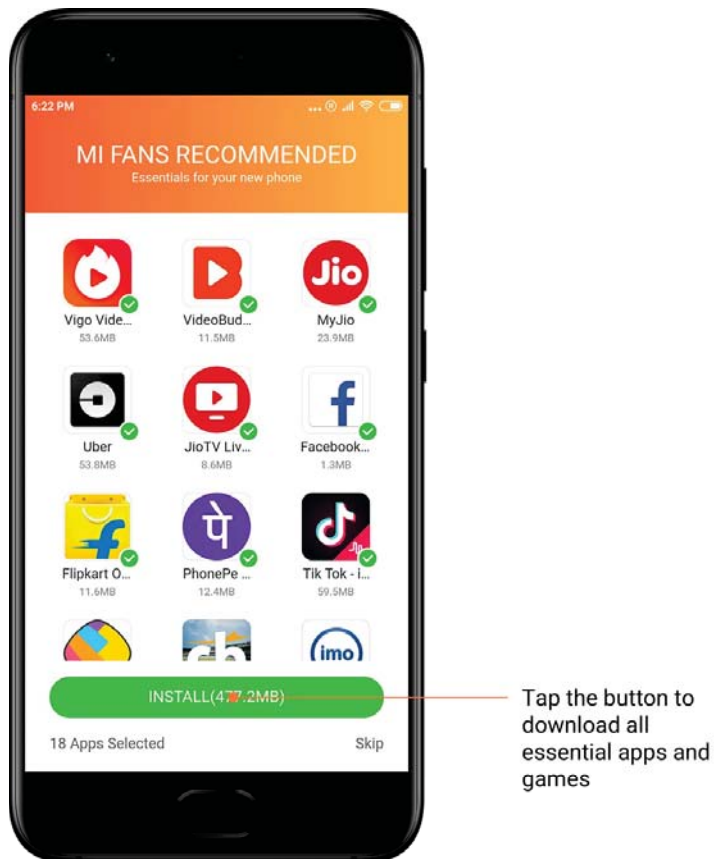 6:22 PM
MI FANS RECOMMENDED
Essentials for your new phone
Jio
Vigo Vide... VideoBud... MyJio
53.6MB 11.5MB 23.9MB
f
Uber JioTV Liv... Facebook...
53.8MB 8.6MB 1.3MB
f पे
Flipkart O... PhonePe ... Tik Tok - i...
11.6MB 12.4MB 59.5MB
cb imo
INSTALL(477.2MB)
18 Apps Selected Skip
Tap the button to
download all
essential apps and
games